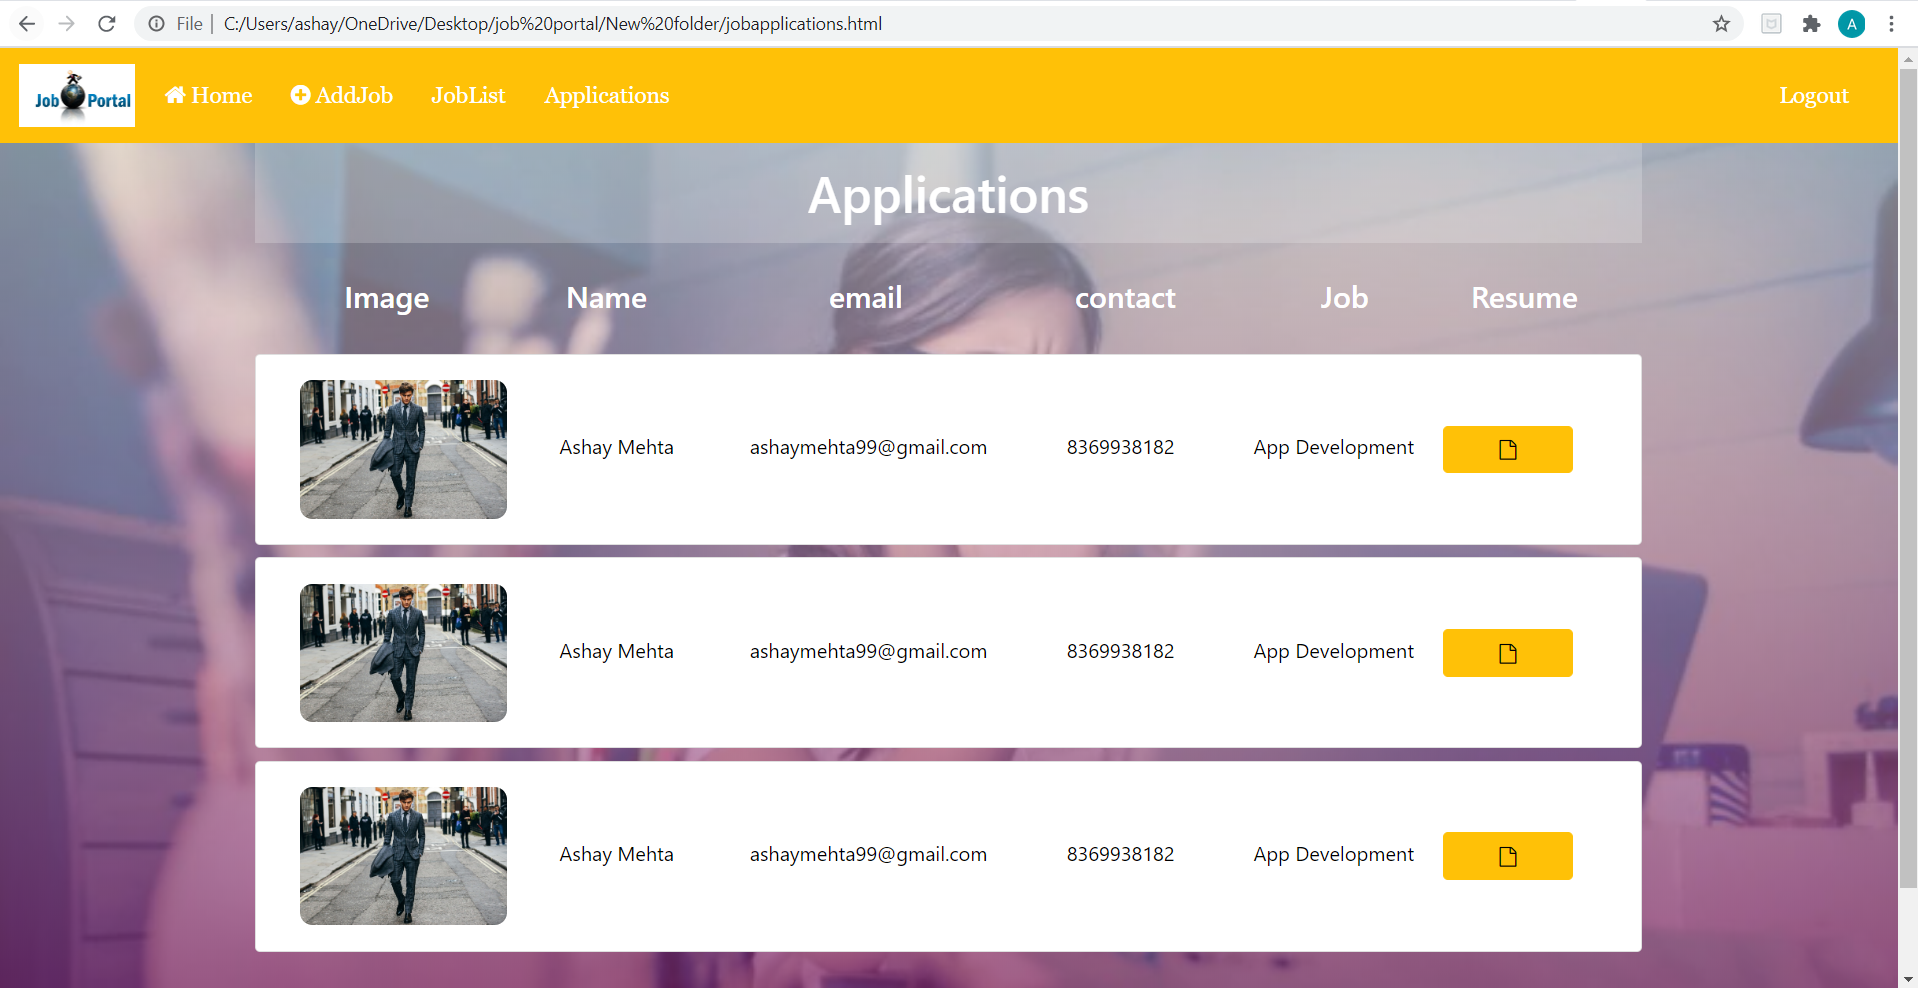 File | C:/Users/ashay/OneDrive/Desktop/job%20portal/New%20folder/jobapplications.html
A
Job Portal Home AddJob JobList Applications Logout
Applications
Image Name email contact Job Resume
Ashay Mehta ashaymehta99@gmail.com 8369938182 App Development
Ashay Mehta ashaymehta99@gmail.com 8369938182 App Development
Ashay Mehta ashaymehta99@gmail.com 8369938182 App Development